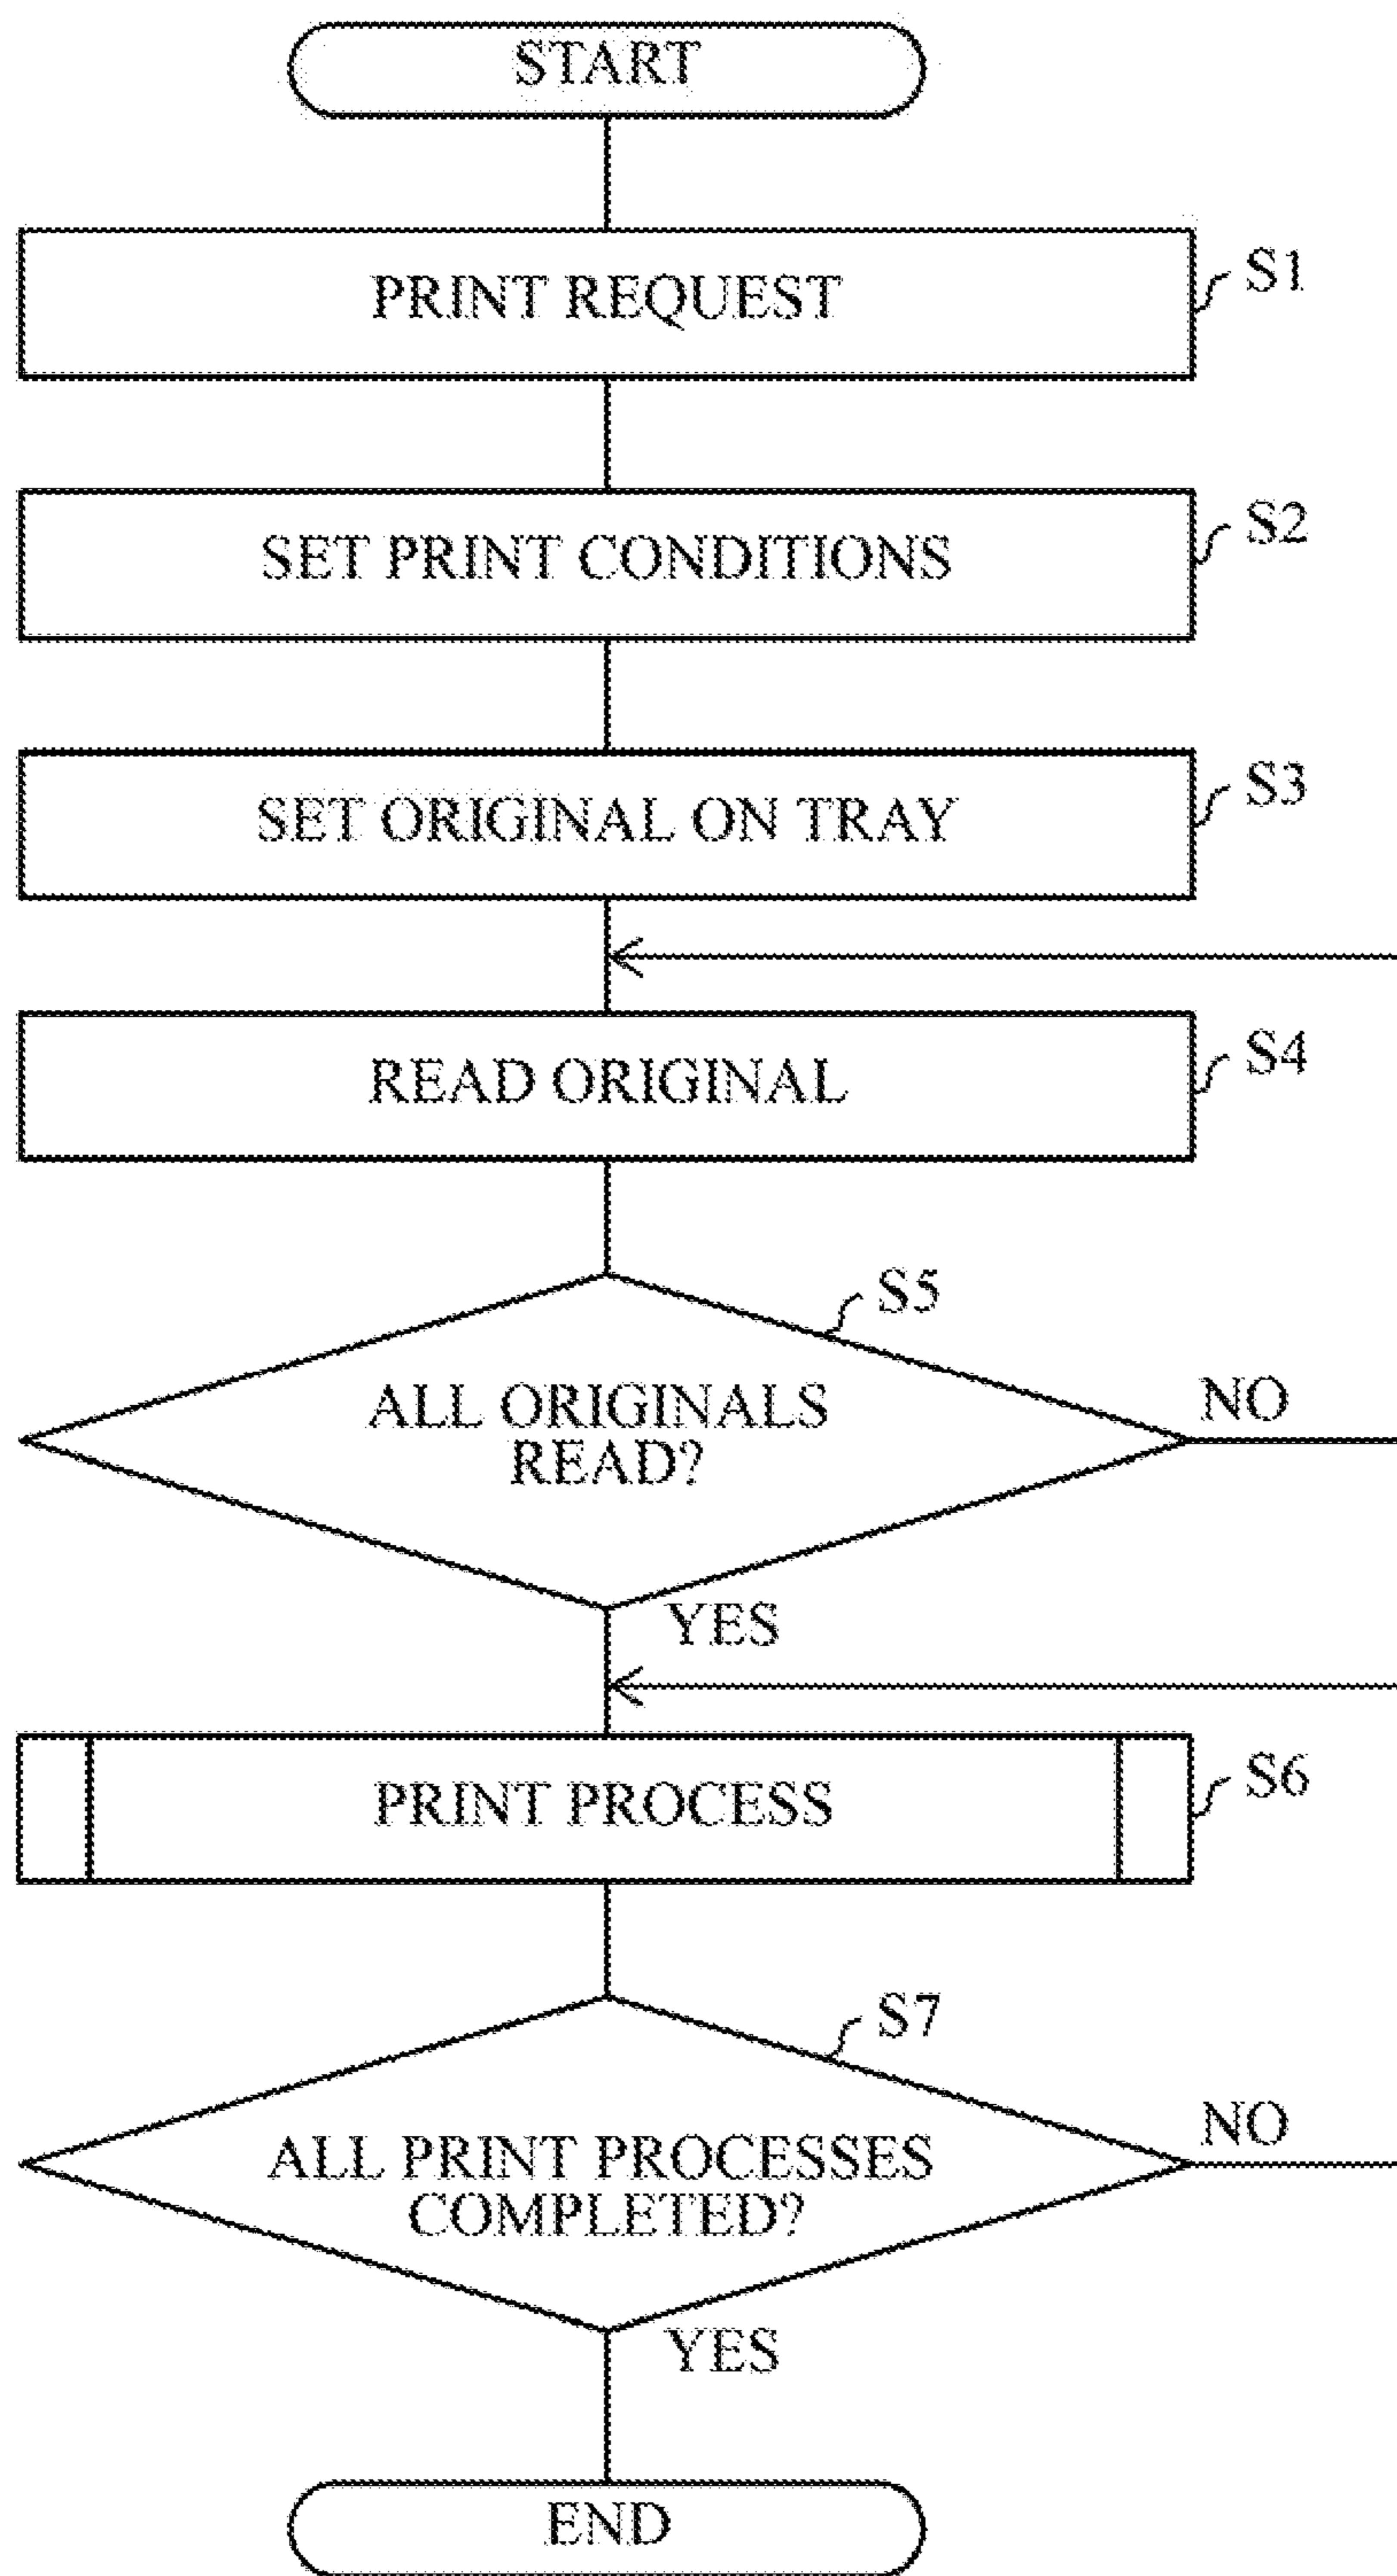 START
PRINT REQUEST
S1
SET PRINT CONDITIONS
S2
SET ORIGINAL ON TRAY
S3
READ ORIGINAL
S4
S5
ALL ORIGINALS
READ?
NO
YES
PRINT PROCESS
S6
S7
ALL PRINT PROCESSES
COMPLETED?
NO
YES
END